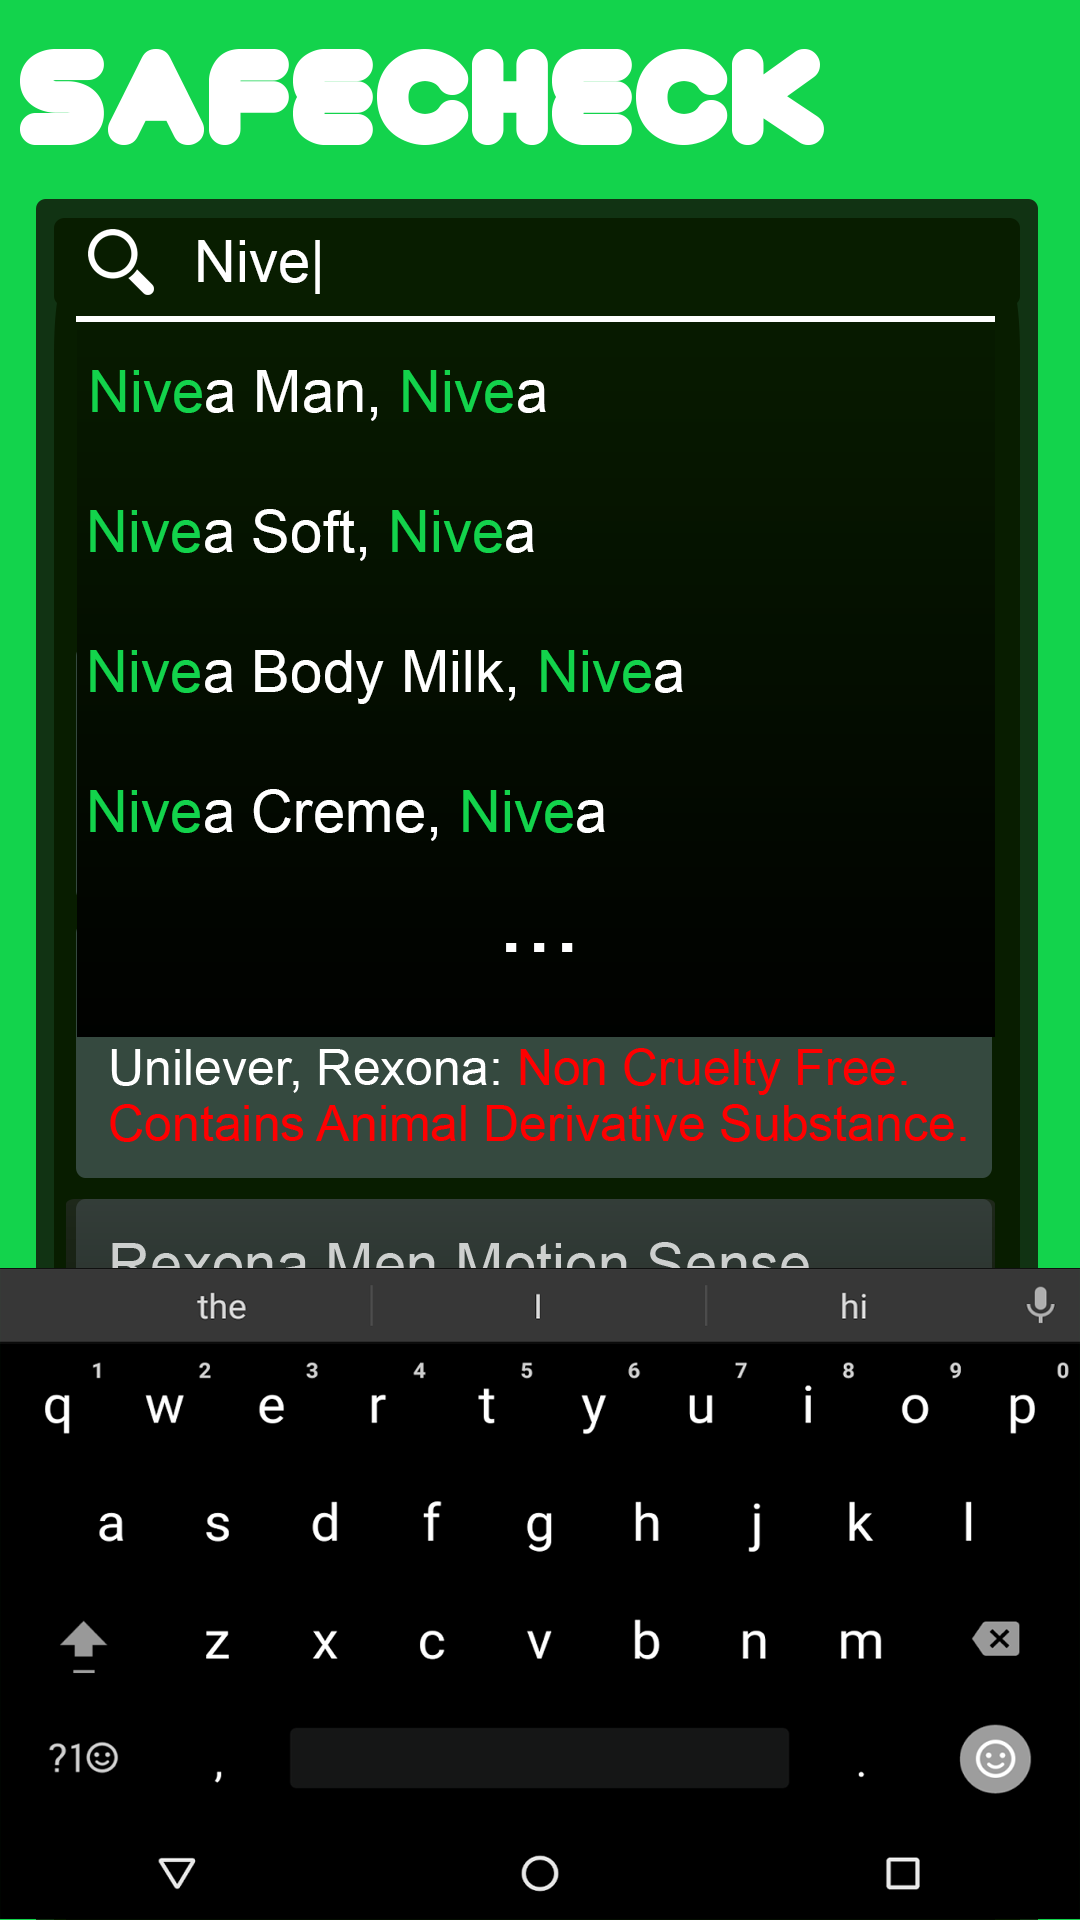 SAFECHECK
Nive|
Nivea Man, Nivea
Nivea Soft, Nivea
Nivea Body Milk, Nivea
Nivea Creme, Nivea
...
Unilever, Rexona: Non Cruelty Free.
Contains Animal Derivative Substance.
Rexona Men Motion Sense
the I hi
1 2 3 4 5 6 7 8 9 0
q w e r t y u i o p
a s d f g h j k l
z x c v b n m
?1☺ , .